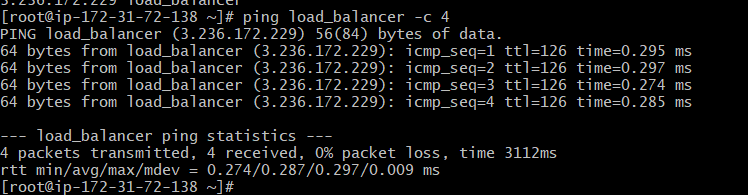 [root@ip-172-31-72-138 ~]# ping load_balancer -c 4
PING load_balancer (3.236.172.229) 56(84) bytes of data.
64 bytes from load_balancer (3.236.172.229): icmp_seq=1 ttl=126 time=0.295 ms
64 bytes from load_balancer (3.236.172.229): icmp_seq=2 ttl=126 time=0.297 ms
64 bytes from load_balancer (3.236.172.229): icmp_seq=3 ttl=126 time=0.274 ms
64 bytes from load_balancer (3.236.172.229): icmp_seq=4 ttl=126 time=0.285 ms
--- load_balancer ping statistics ---
4 packets transmitted, 4 received, 0% packet loss, time 3112ms
rtt min/avg/max/mdev = 0.274/0.287/0.297/0.009 ms
[root@ip-172-31-72-138 ~]#